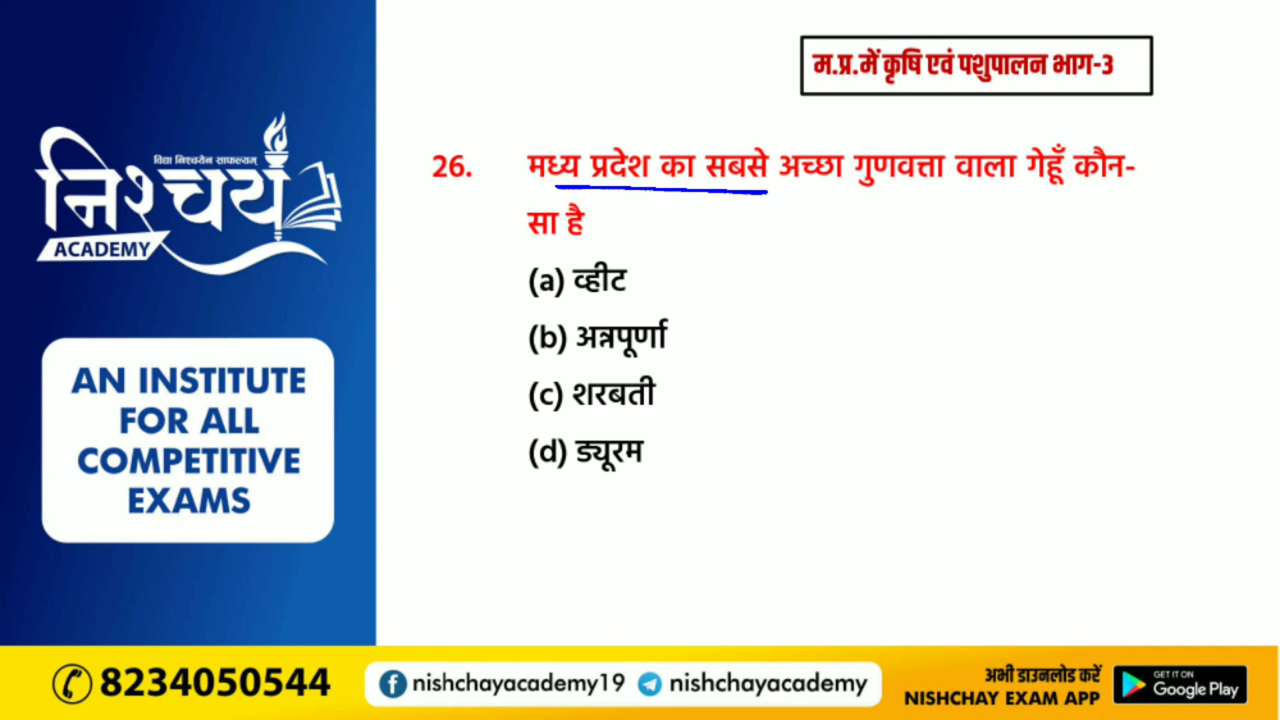 म.प्र.में कृषि एवं पशुपालन भाग-3
विद्या निश्चयेन साफल्यम्
निश्चय
ACADEMY
AN INSTITUTE
FOR ALL
COMPETITIVE
EXAMS
26. मध्य प्रदेश का सबसे अच्छा गुणवत्ता वाला गेहूँ कौन-
सा है
(a) व्हीट
(b) अन्नपूर्णा
(c) शरबती
(d) ड्यूरम
8234050544
nishchayacademy19 nishchayacademy
अभी डाउनलोड करें
NISHCHAY EXAM APP
GET IT ON
Google Play